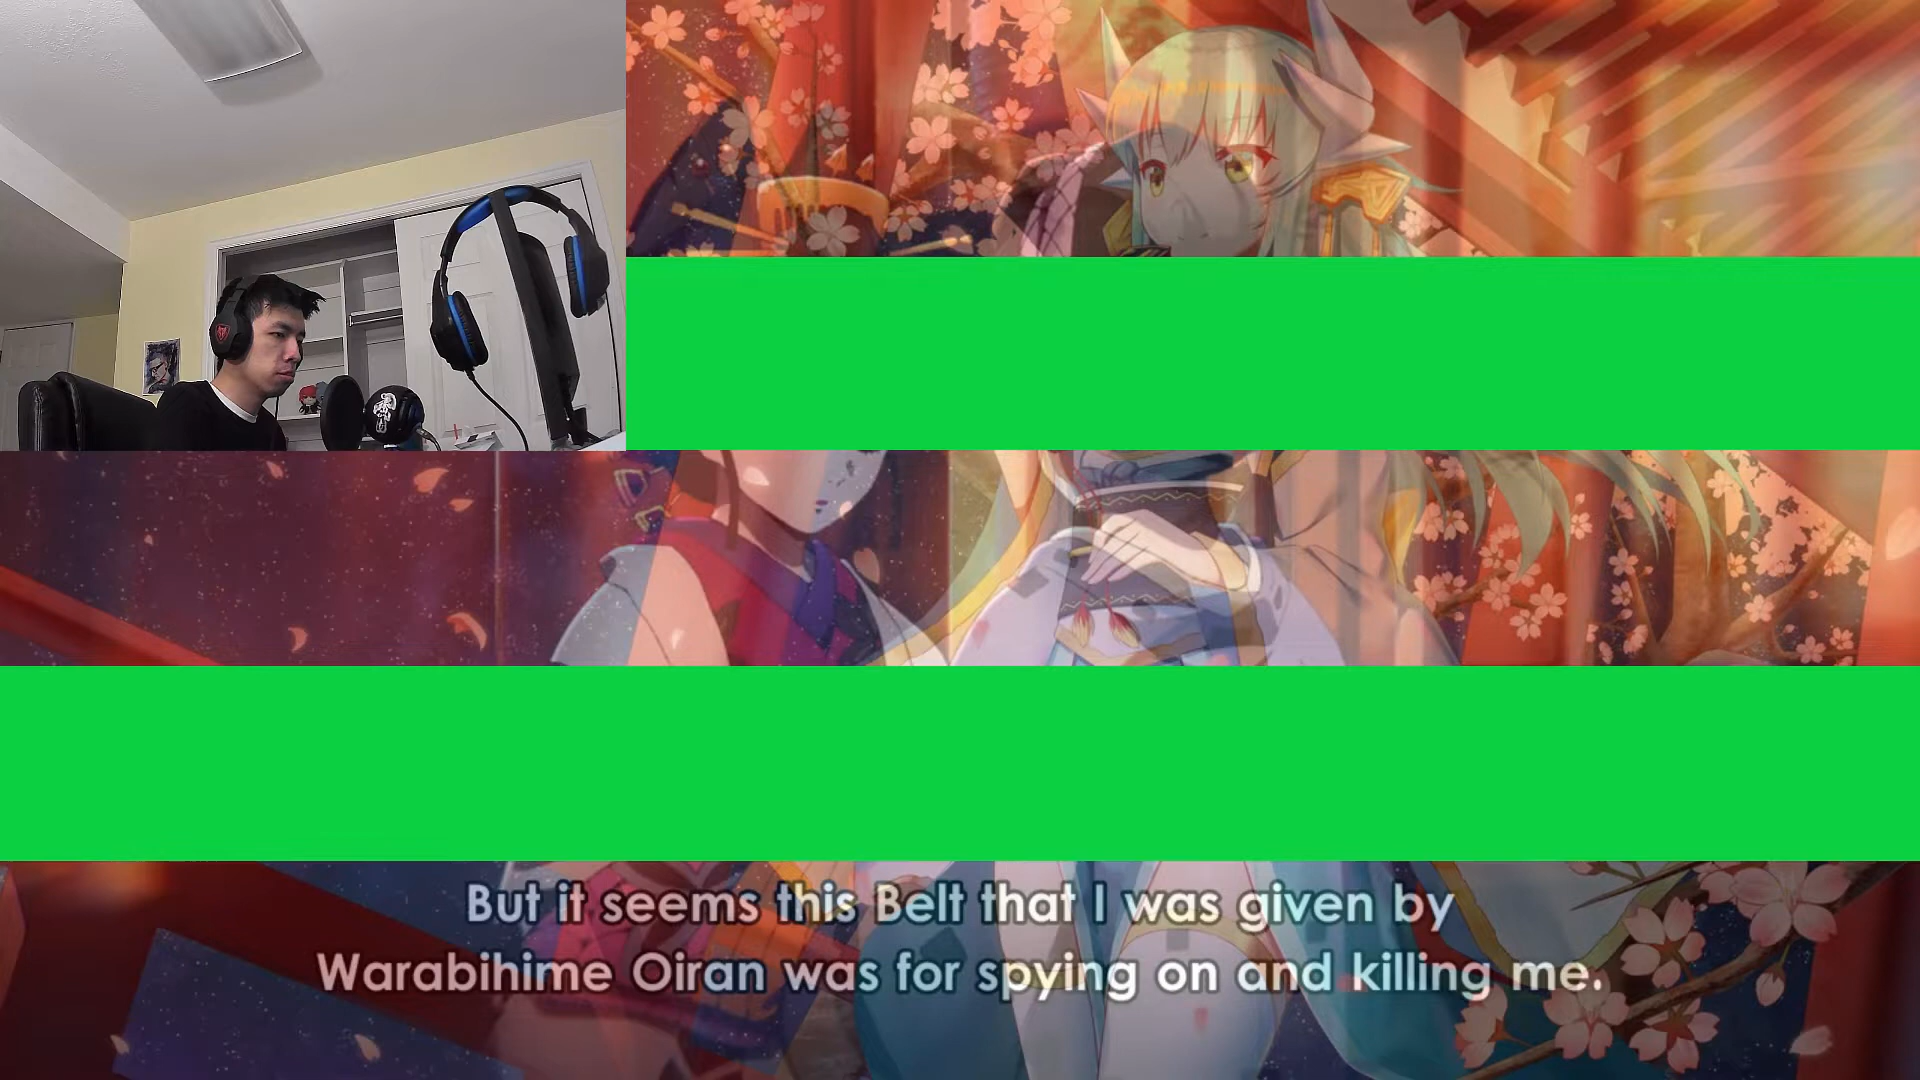 But it seems this Belt that I was given by
Warabihime Oiran was for spying on and killing me.